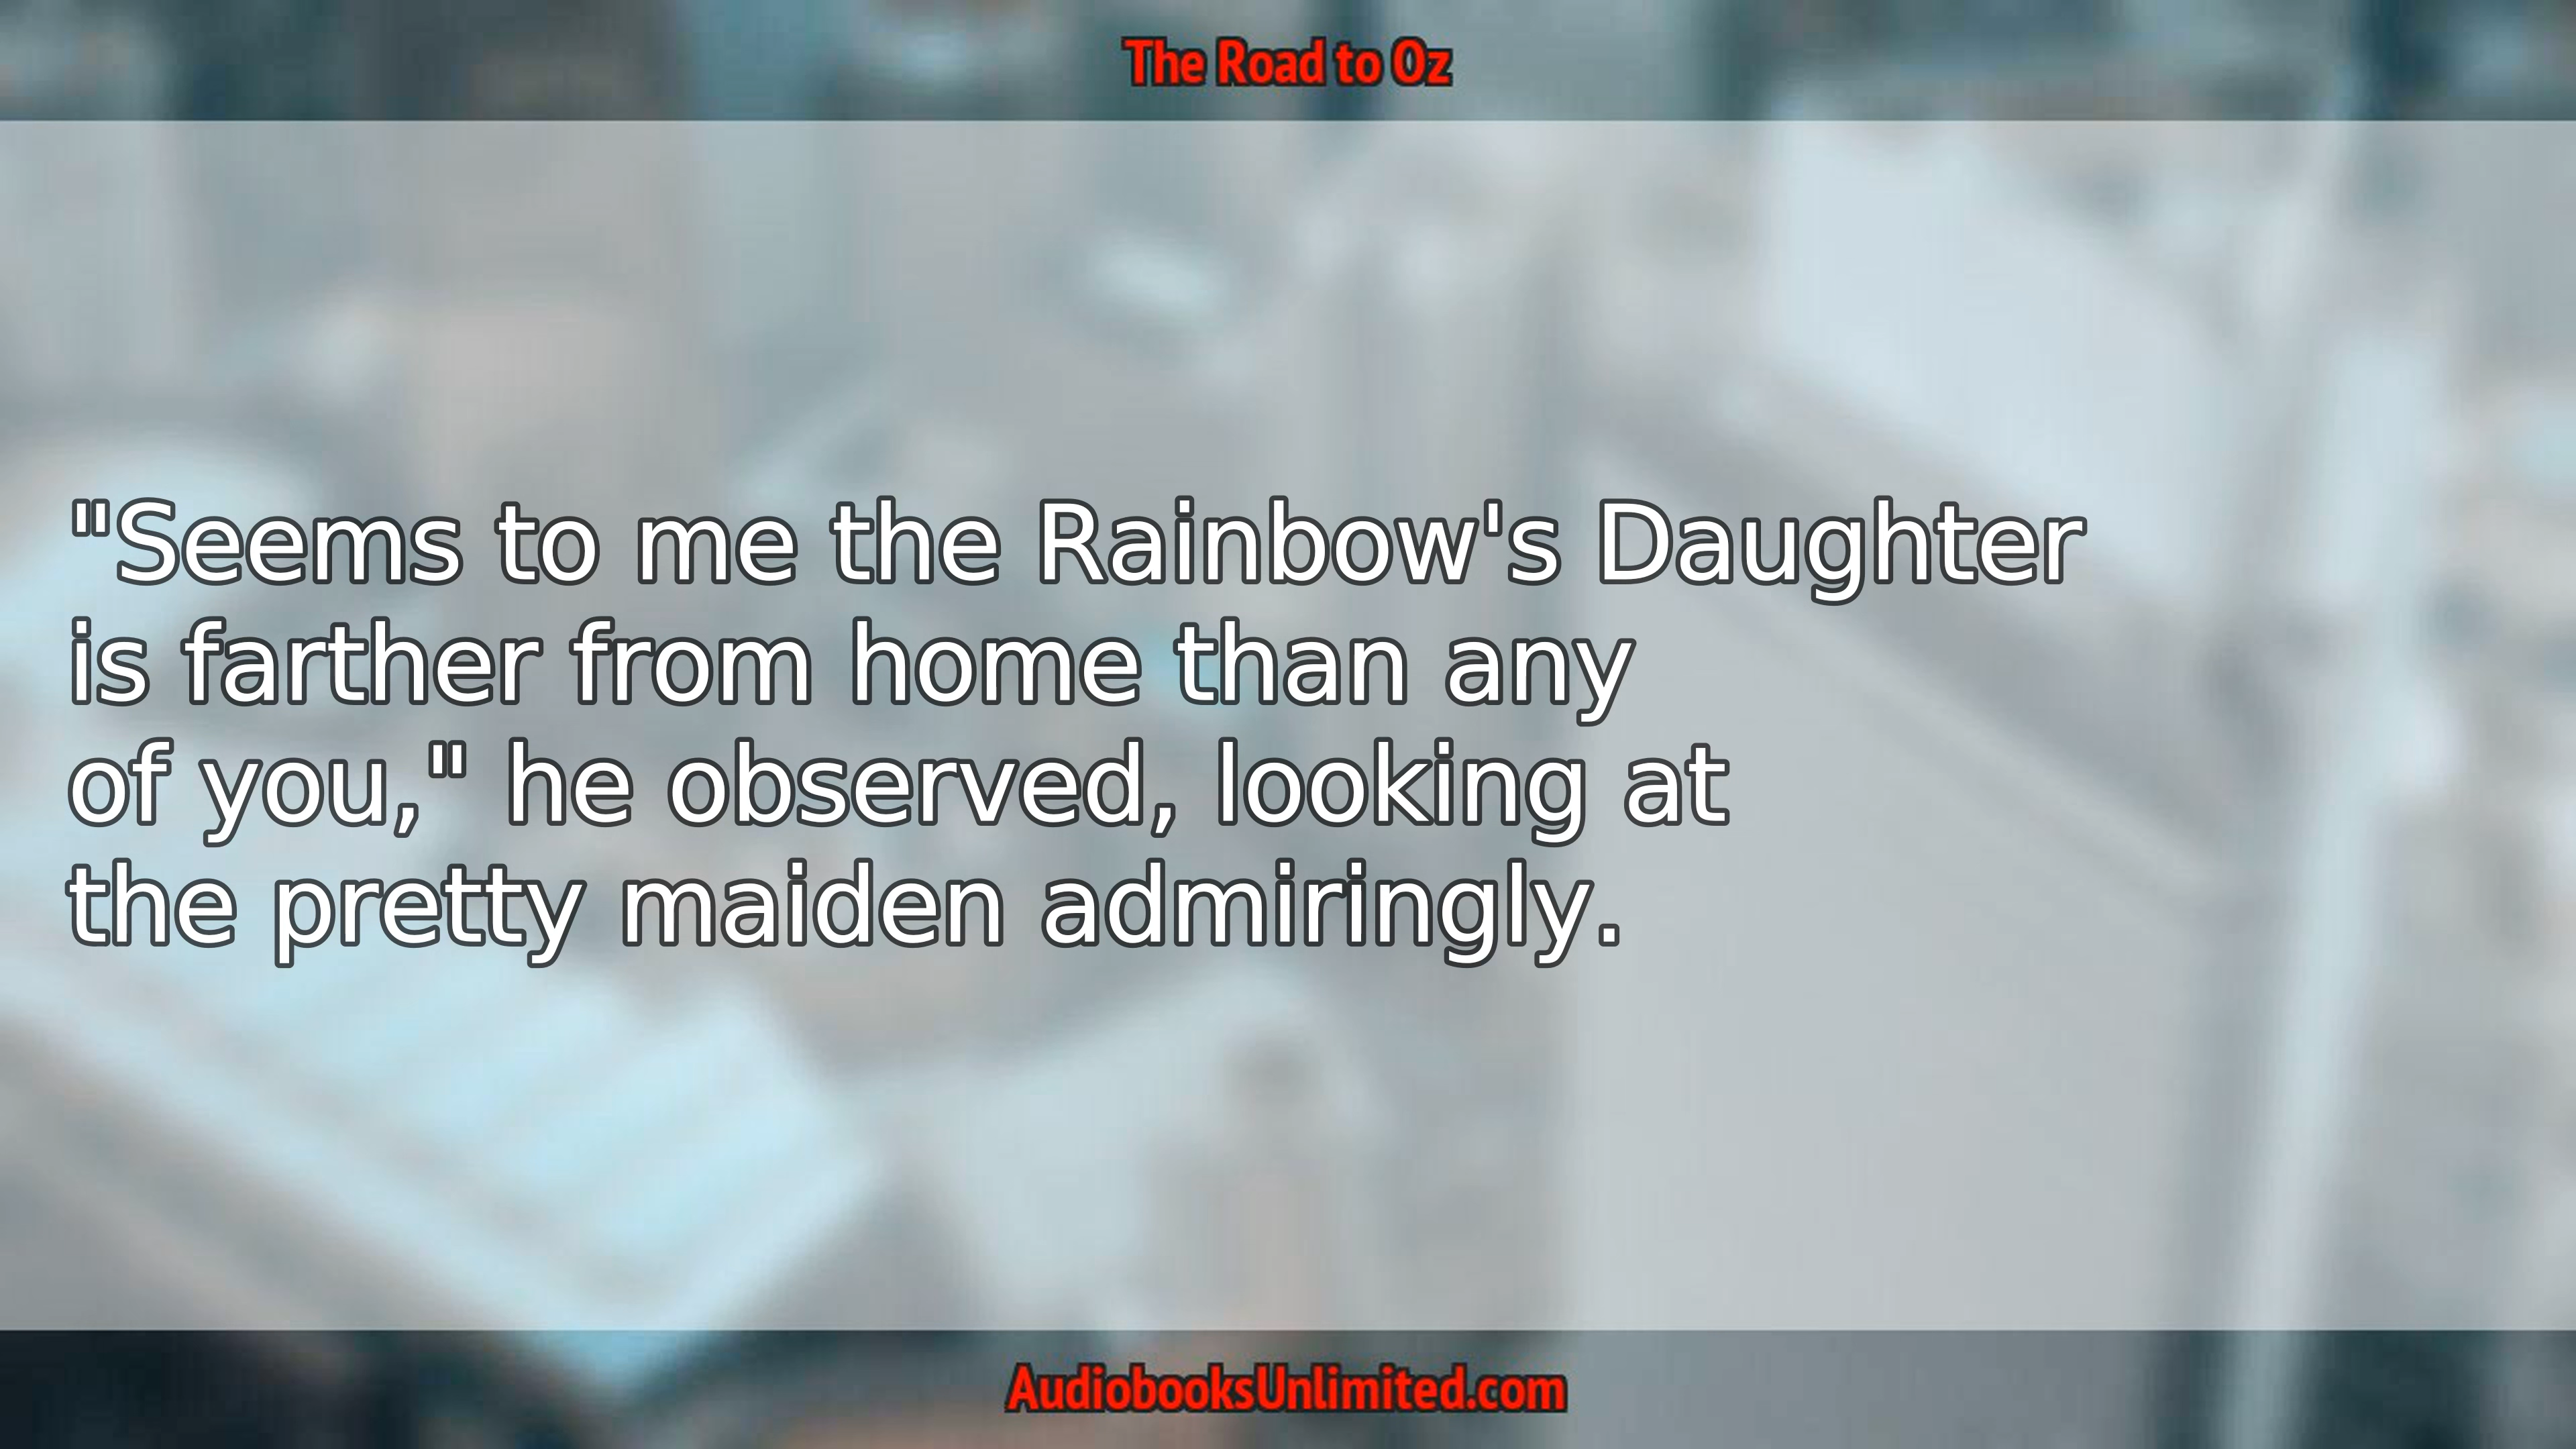 The Road to Oz
"Seems to me the Rainbow's Daughter
is farther from home than any
of you," he observed, looking at
the pretty maiden admiringly.
AudiobooksUnlimited.com